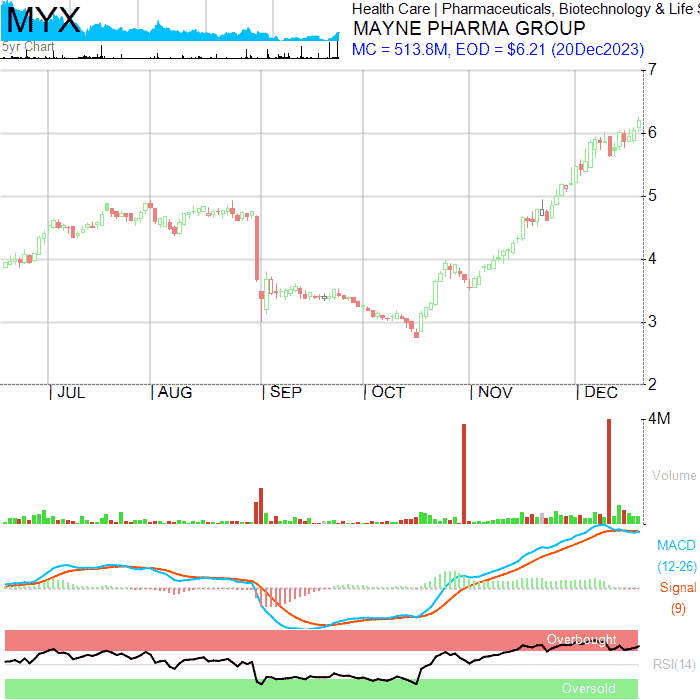 MYX
5yr Chart
Health Care | Pharmaceuticals, Biotechnology & Life S
MAYNE PHARMA GROUP
MC = 513.8M, EOD = $6.21 (20Dec2023)
7
6
5
4
3
2
| JUL | AUG | SEP | OCT | NOV | DEC
4M
Volume
MACD
(12-26)
Signal
(9)
Overbought
RSI(14)
Oversold